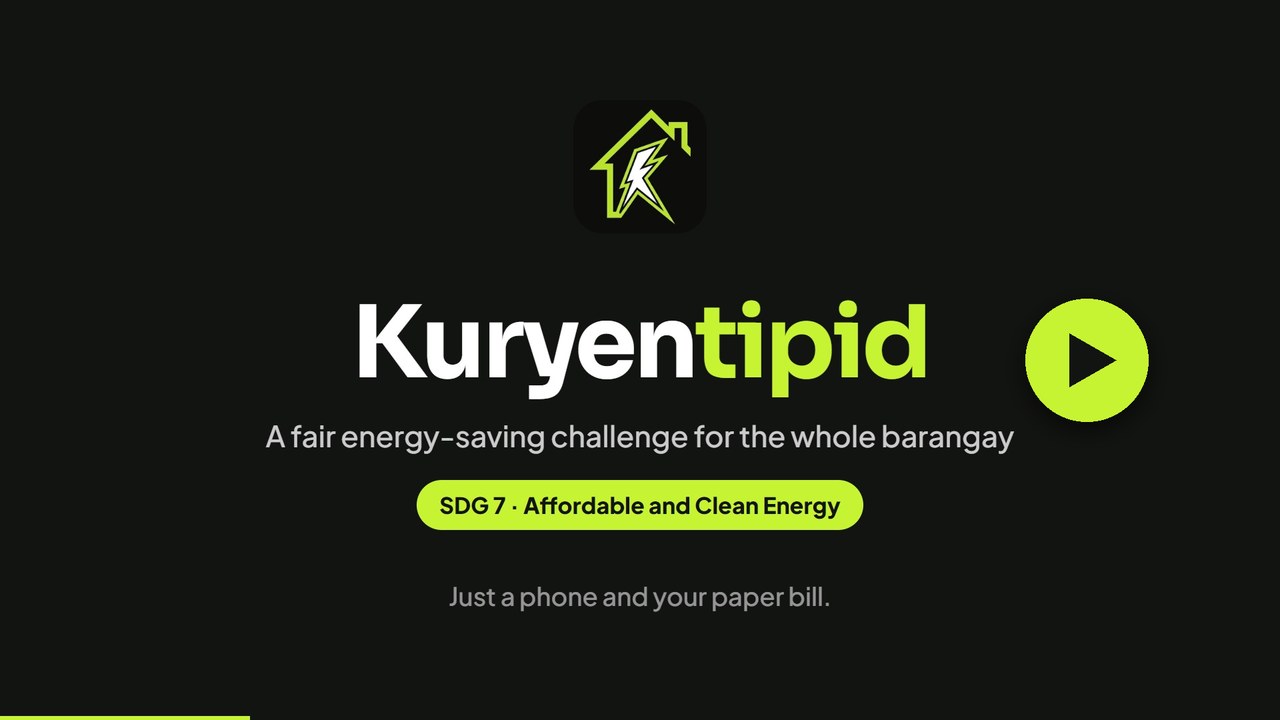 Kuryentipid
A fair energy-saving challenge for the whole barangay
SDG 7 · Affordable and Clean Energy
Just a phone and your paper bill.